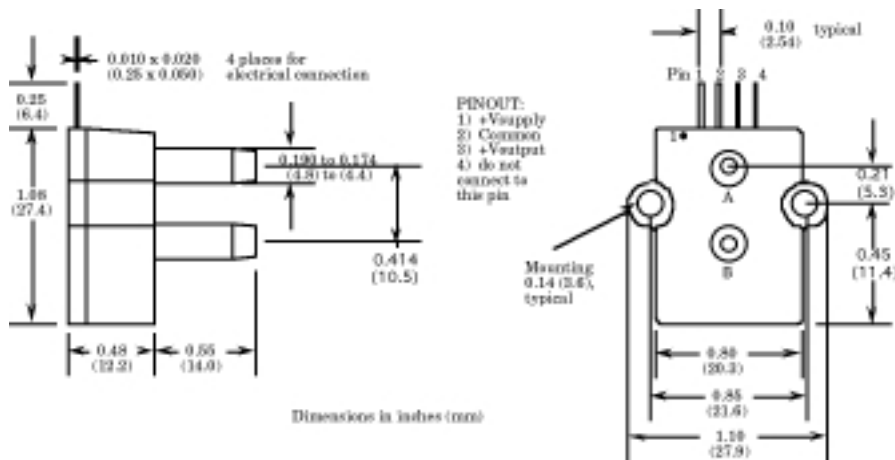 0.010 x 0.020
(0.25 x 0.050)
4 places for
electrical connection
0.25
(6.4)
1.08
(27.4)
0.190 to 0.174
(4.8) to (4.4)
0.414
(10.5)
0.48
(12.2)
0.55
(14.0)
Dimensions in inches (mm)
PINOUT:
1) +Vsupply
2) Common
3) +Voutput
4) do not
connect to
this pin
Mounting
0.14 (3.6),
typical
0.10
(2.54)
typical
Pin 1 2 3 4
1
A
B
0.21
(5.3)
0.45
(11.4)
0.80
(20.3)
0.85
(21.6)
1.10
(27.9)